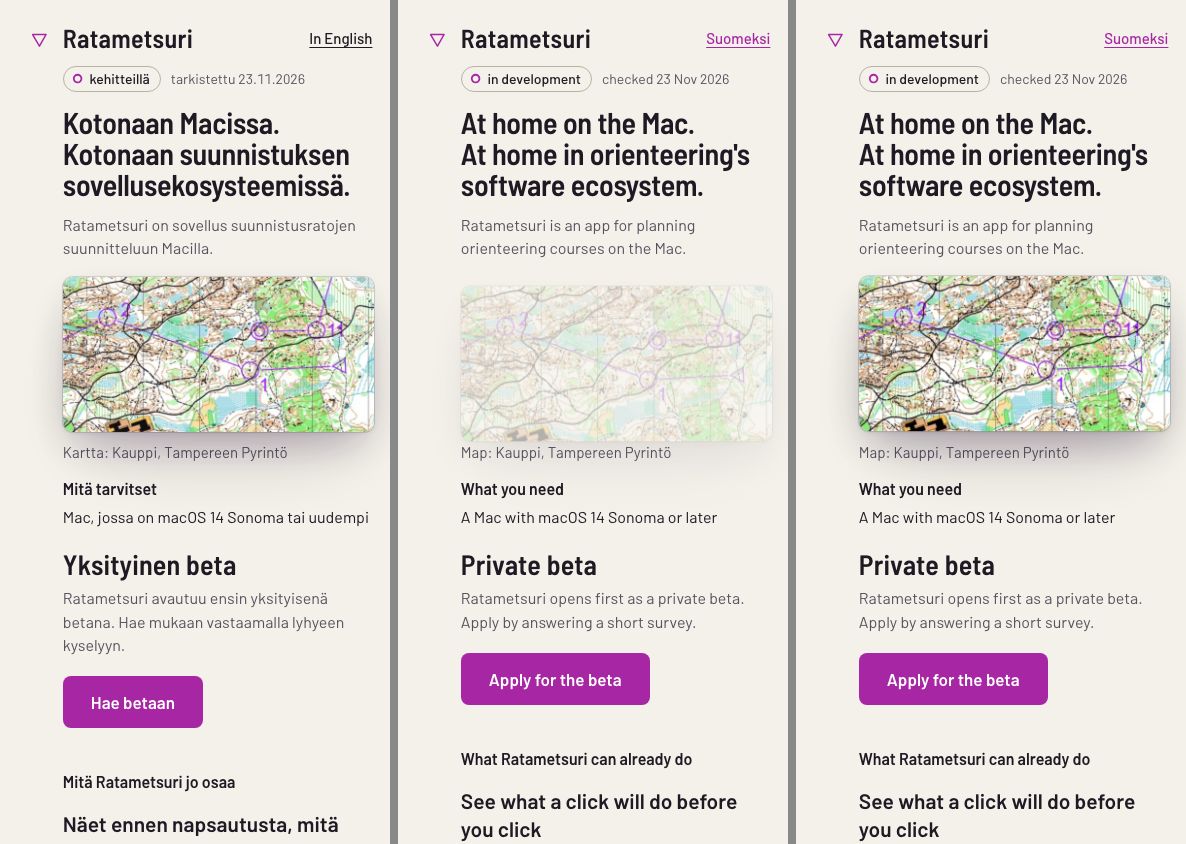 Ratametsuri
In English
kehitteillä
tarkistettu 23.11.2026
Kotonaan Macissa.
Kotonaan suunnistuksen
sovellusekosysteemissä.
Ratametsuri on sovellus suunnistusratojen
suunnitteluun Macilla.
2
11
1
Kartta: Kauppi, Tampereen Pyrintö
Mitä tarvitset
Mac, jossa on macOS 14 Sonoma tai uudempi
Yksityinen beta
Ratametsuri avautuu ensin yksityisenä
betana. Hae mukaan vastaamalla lyhyeen
kyselyyn.
Hae betaan
Mitä Ratametsuri jo osaa
Näet ennen napsautusta, mitä
Ratametsuri
Suomeksi
in development
checked 23 Nov 2026
At home on the Mac.
At home in orienteering's
software ecosystem.
Ratametsuri is an app for planning
orienteering courses on the Mac.
2
11
1
Map: Kauppi, Tampereen Pyrintö
What you need
A Mac with macOS 14 Sonoma or later
Private beta
Ratametsuri opens first as a private beta.
Apply by answering a short survey.
Apply for the beta
What Ratametsuri can already do
See what a click will do before
you click
Ratametsuri
Suomeksi
in development
checked 23 Nov 2026
At home on the Mac.
At home in orienteering's
software ecosystem.
Ratametsuri is an app for planning
orienteering courses on the Mac.
2
11
1
Map: Kauppi, Tampereen Pyrintö
What you need
A Mac with macOS 14 Sonoma or later
Private beta
Ratametsuri opens first as a private beta.
Apply by answering a short survey.
Apply for the beta
What Ratametsuri can already do
See what a click will do before
you click